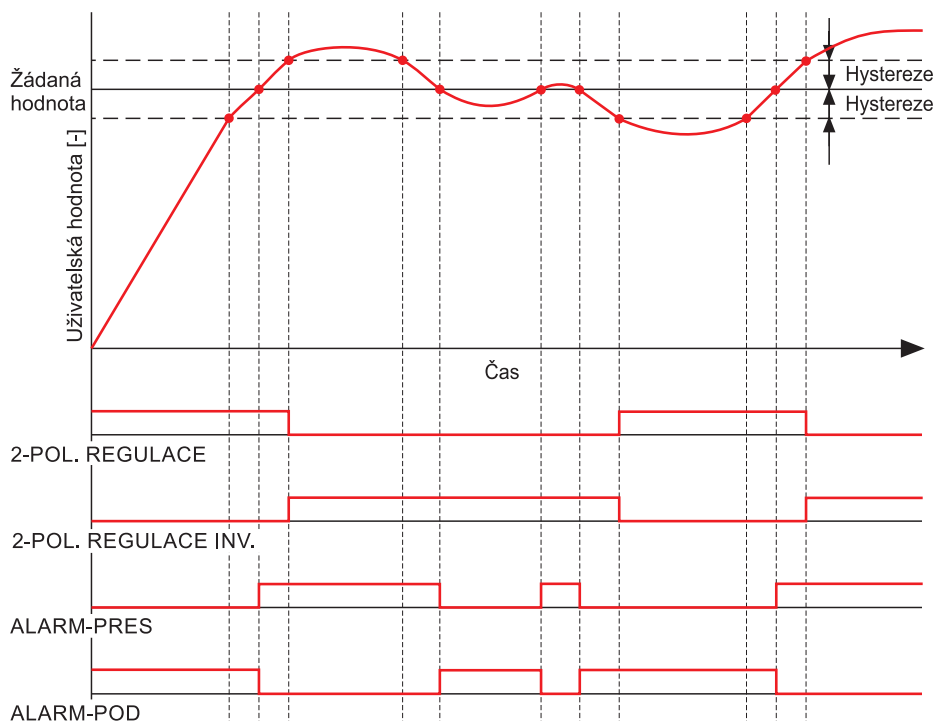 Žádaná
hodnota
Uživatelská hodnota [-]
Hystereze
Hystereze
Čas
2-POL. REGULACE
2-POL. REGULACE INV.
ALARM-PRES
ALARM-POD